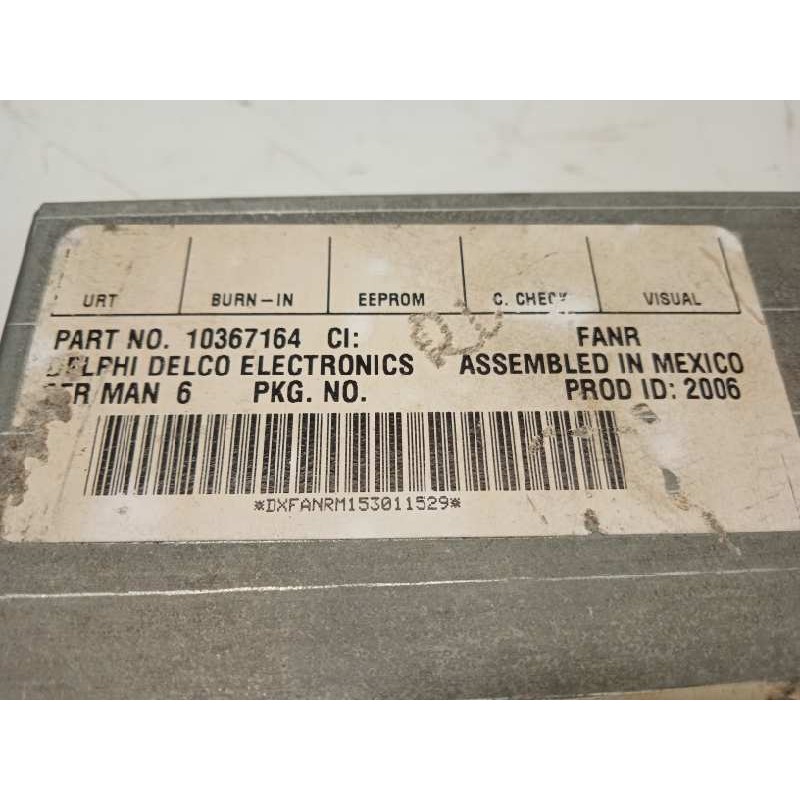 URT BURN-IN EEPROM C. CHECK VISUAL
PART NO. 10367164 CI: FANR
DELPHI DELCO ELECTRONICS ASSEMBLED IN MEXICO
MAN 6 PKG. NO. PROD ID: 2006
*DXFANRM153011529*